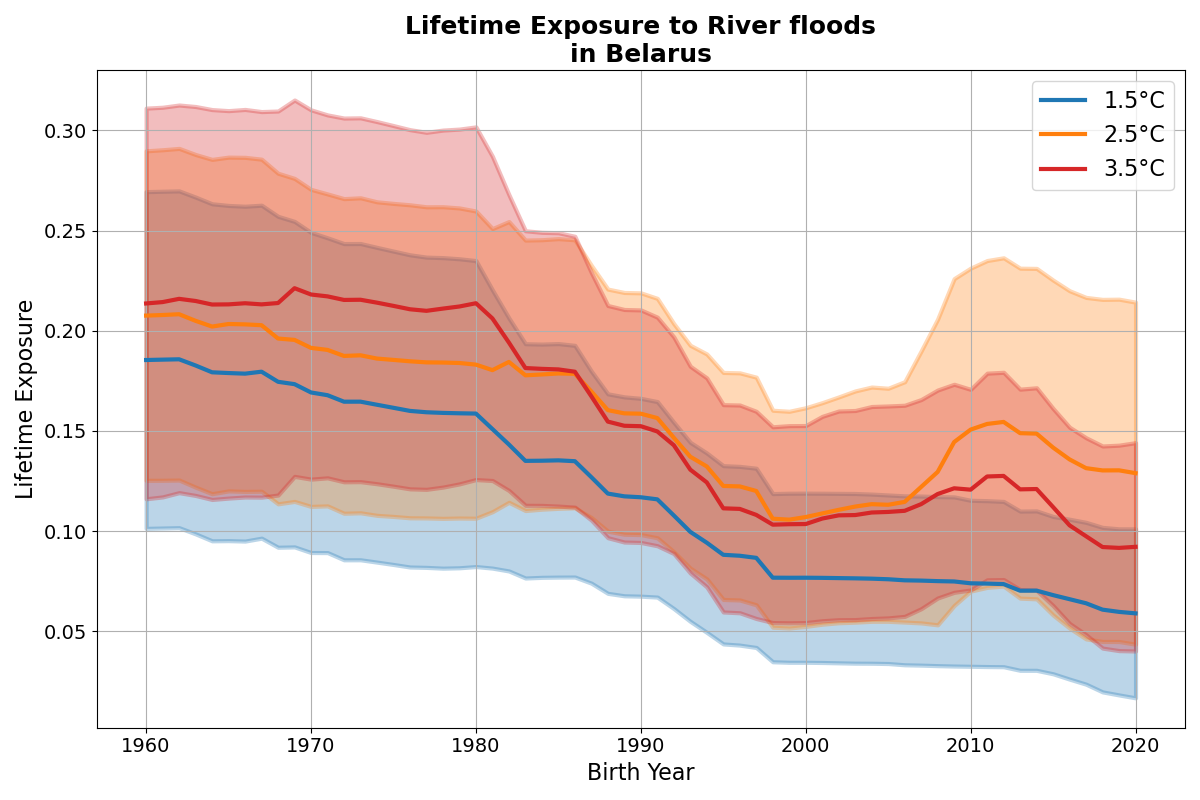 Lifetime Exposure to River floods
in Belarus
1.5°C
2.5°C
3.5°C
Lifetime Exposure
0.30
0.25
0.20
0.15
0.10
0.05
1960 1970 1980 1990 2000 2010 2020
Birth Year